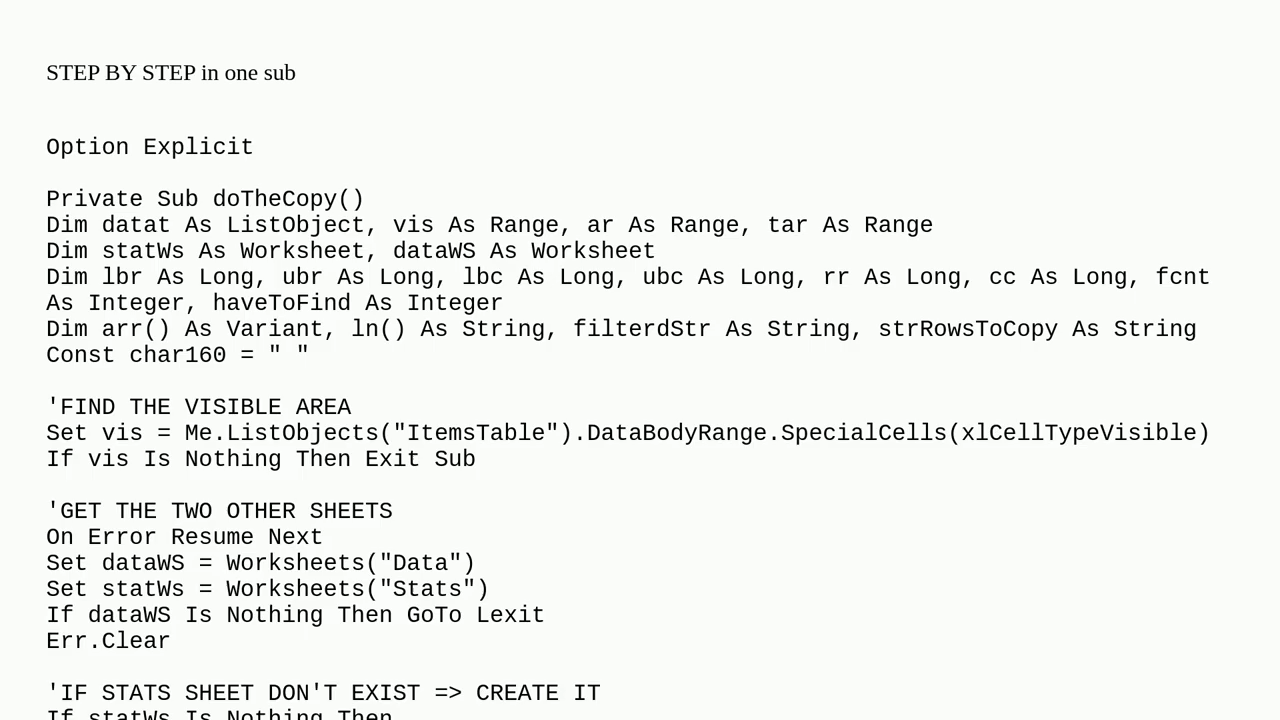 STEP BY STEP in one sub
Option Explicit
Private Sub doTheCopy()
Dim datat As ListObject, vis As Range, ar As Range, tar As Range
Dim statWs As Worksheet, dataWS As Worksheet
Dim lbr As Long, ubr As Long, lbc As Long, ubc As Long, rr As Long, cc As Long, fcnt
As Integer, haveToFind As Integer
Dim arr() As Variant, ln() As String, filterdStr As String, strRowsToCopy As String
Const char160 = " "
'FIND THE VISIBLE AREA
Set vis = Me.ListObjects("ItemsTable").DataBodyRange.SpecialCells(xlCellTypeVisible)
If vis Is Nothing Then Exit Sub
'GET THE TWO OTHER SHEETS
On Error Resume Next
Set dataWS = Worksheets("Data")
Set statWs = Worksheets("Stats")
If dataWS Is Nothing Then GoTo Lexit
Err.Clear
'IF STATS SHEET DON'T EXIST => CREATE IT
If statWs Is Nothing Then